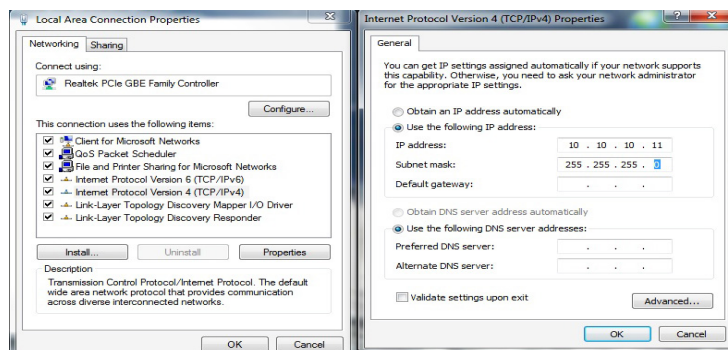 Local Area Connection Properties
Networking
Sharing
Connect using:
Realtek PCIe GBE Family Controller
Configure...
This connection uses the following items:
Client for Microsoft Networks
QoS Packet Scheduler
File and Printer Sharing for Microsoft Networks
Internet Protocol Version 6 (TCP/IPv6)
Internet Protocol Version 4 (TCP/IPv4)
Link-Layer Topology Discovery Mapper I/O Driver
Link-Layer Topology Discovery Responder
Install...
Uninstall
Properties
Description
Transmission Control Protocol/Internet Protocol. The default
wide area network protocol that provides communication
across diverse interconnected networks.
OK
Cancel
Internet Protocol Version 4 (TCP/IPv4) Properties
General
You can get IP settings assigned automatically if your network supports
this capability. Otherwise, you need to ask your network administrator
for the appropriate IP settings.
Obtain an IP address automatically
Use the following IP address:
IP address: 10 . 10 . 10 . 11
Subnet mask: 255 . 255 . 255 . 0
Default gateway: . . .
Obtain DNS server address automatically
Use the following DNS server addresses:
Preferred DNS server: . . .
Alternate DNS server: . . .
Validate settings upon exit
Advanced...
OK
Cancel